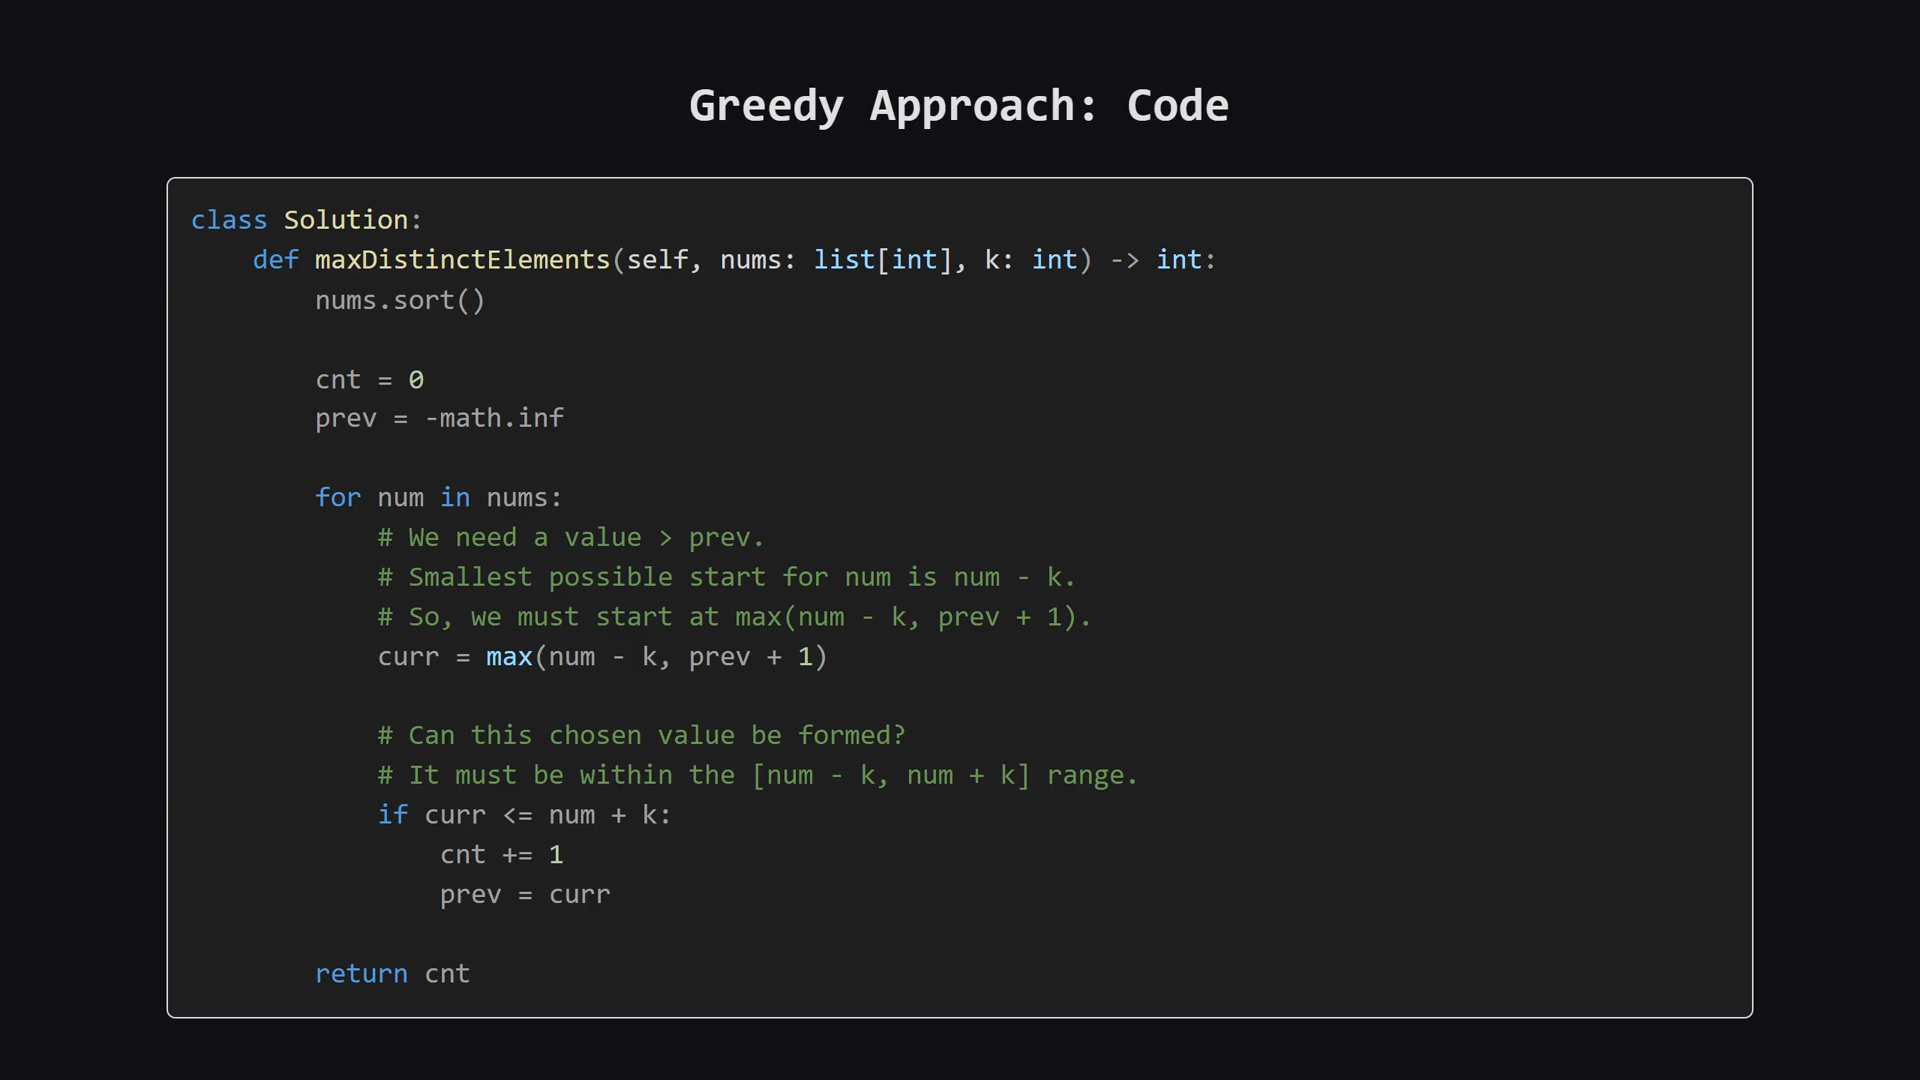 Greedy Approach: Code
class Solution:
    def maxDistinctElements(self, nums: list[int], k: int) -> int:
        nums.sort()
        cnt = 0
        prev = -math.inf
        for num in nums:
            # We need a value > prev.
            # Smallest possible start for num is num - k.
            # So, we must start at max(num - k, prev + 1).
            curr = max(num - k, prev + 1)
            # Can this chosen value be formed?
            # It must be within the [num - k, num + k] range.
            if curr <= num + k:
                cnt += 1
                prev = curr
        return cnt